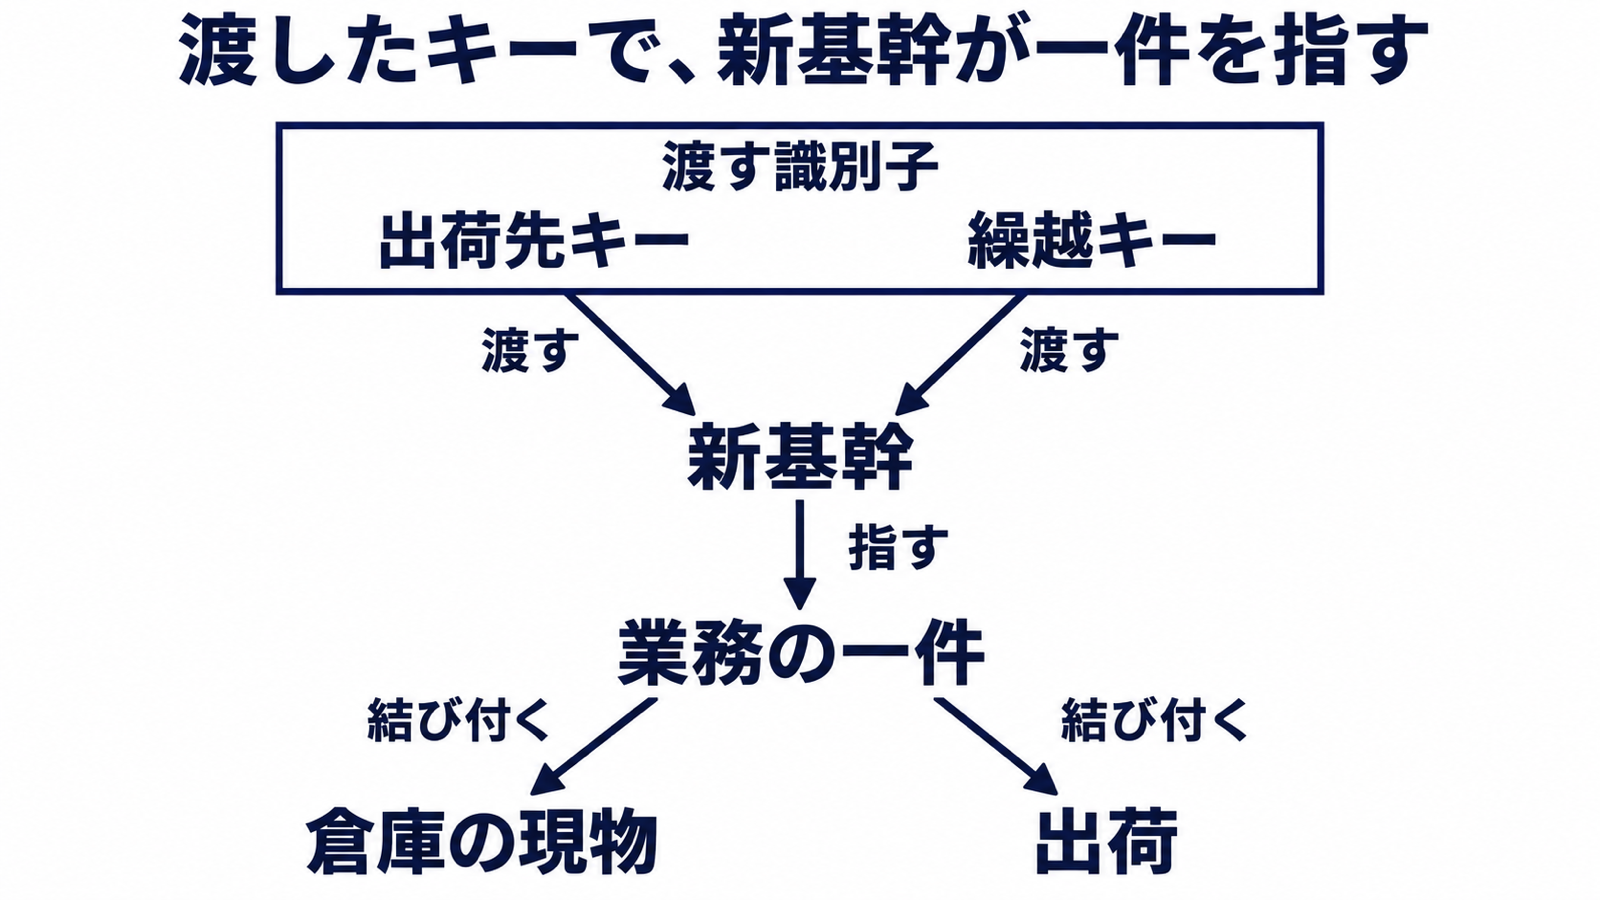 渡したキーで、新基幹が一件を指す
渡す識別子
出荷先キー
繰越キー
渡す
渡す
新基幹
指す
業務の一件
結び付く
結び付く
倉庫の現物
出荷